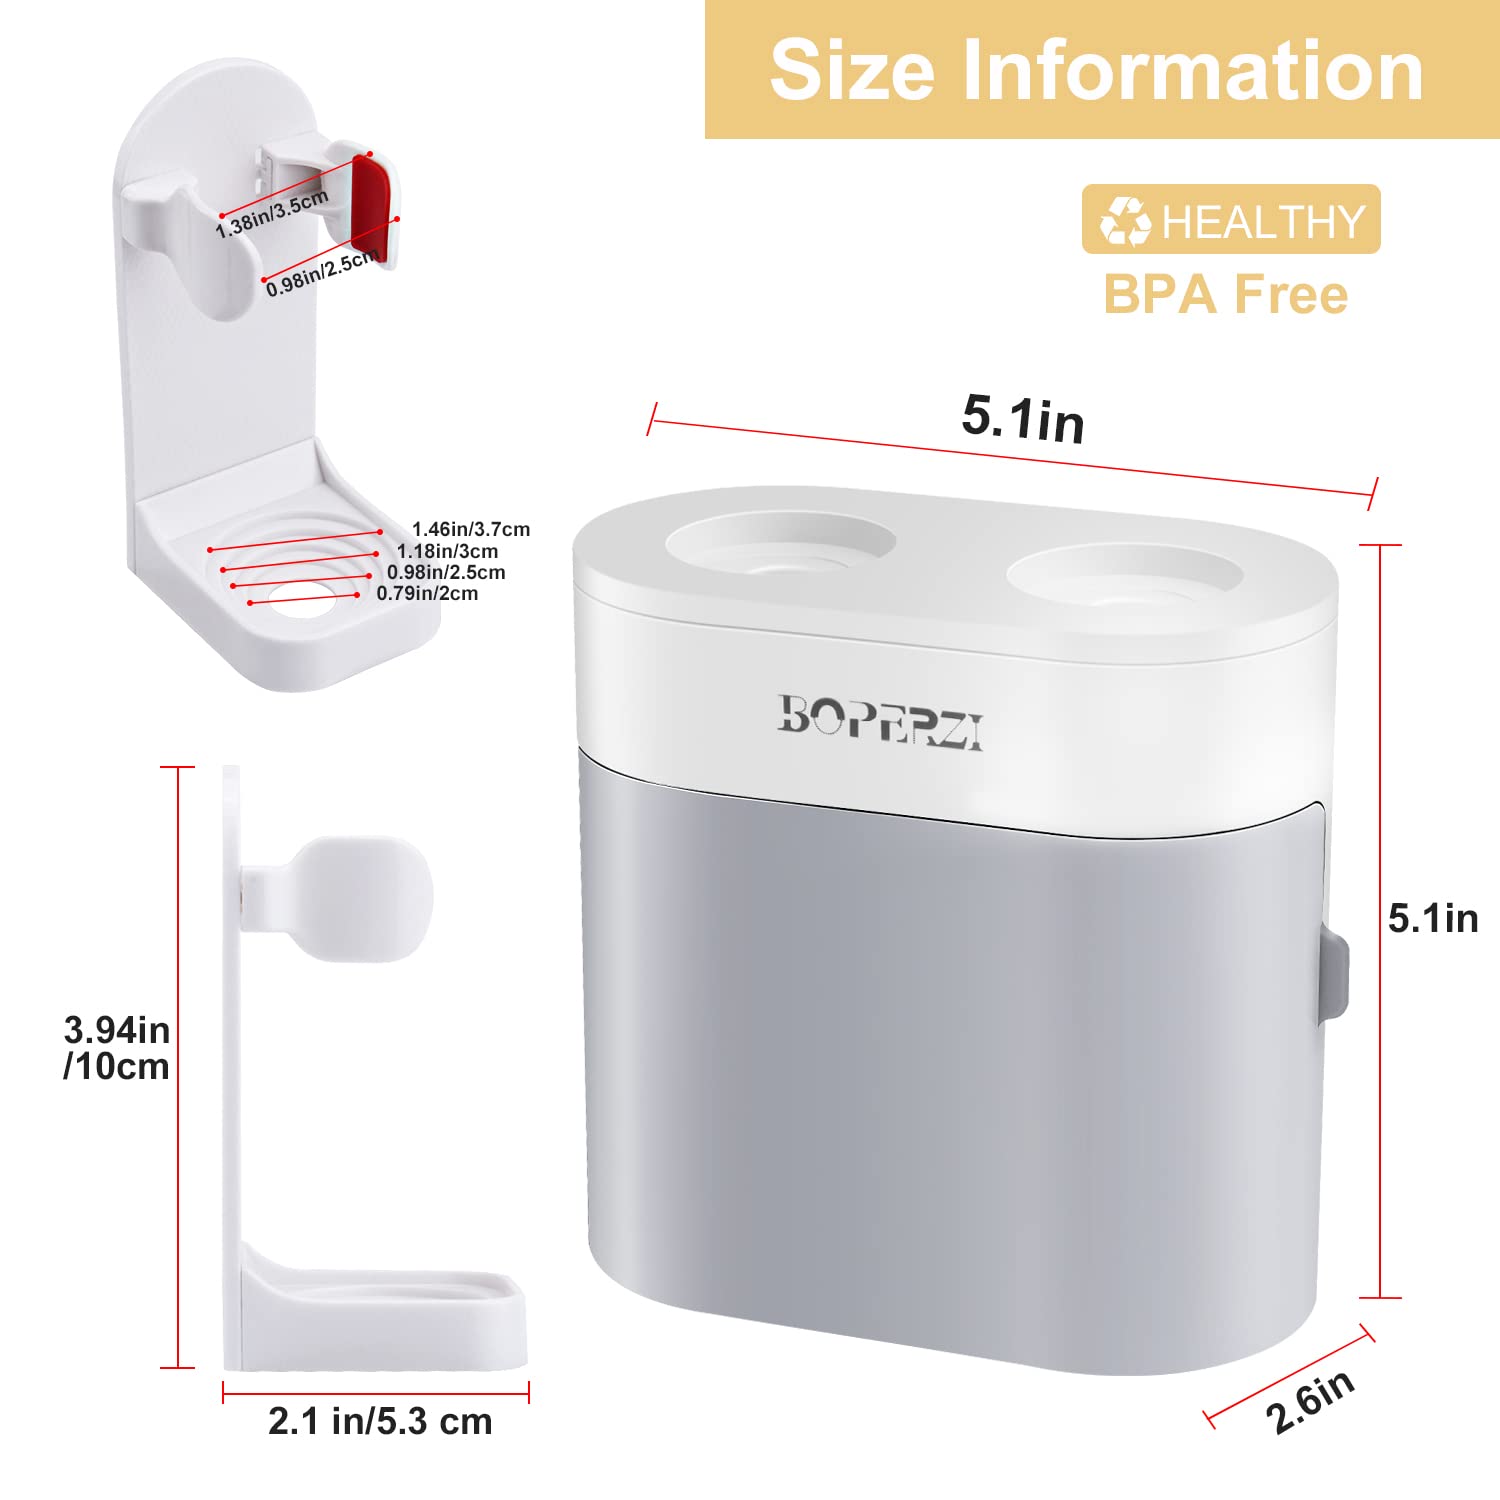 Size Information
HEALTHY
BPA Free
1.38in/3.5cm
0.98in/2.5cm
5.1in
1.46in/3.7cm
1.18in/3cm
0.98in/2.5cm
0.79in/2cm
BOPERZI
5.1in
3.94in
/10cm
2.6in
2.1 in/5.3 cm